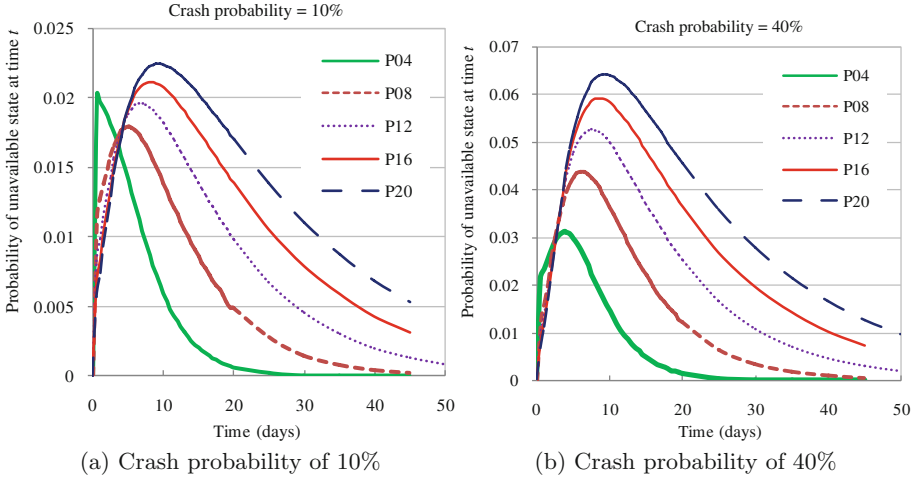 Crash probability = 10%
Probability of unavailable state at time t
0.025
0.02
0.015
0.01
0.005
0
0 10 20 30 40 50
Time (days)
P04
P08
P12
P16
P20
(a) Crash probability of 10%
Crash probability = 40%
Probability of unavailable state at time t
0.07
0.06
0.05
0.04
0.03
0.02
0.01
0.00
0 10 20 30 40 50
Time (days)
P04
P08
P12
P16
P20
(b) Crash probability of 40%